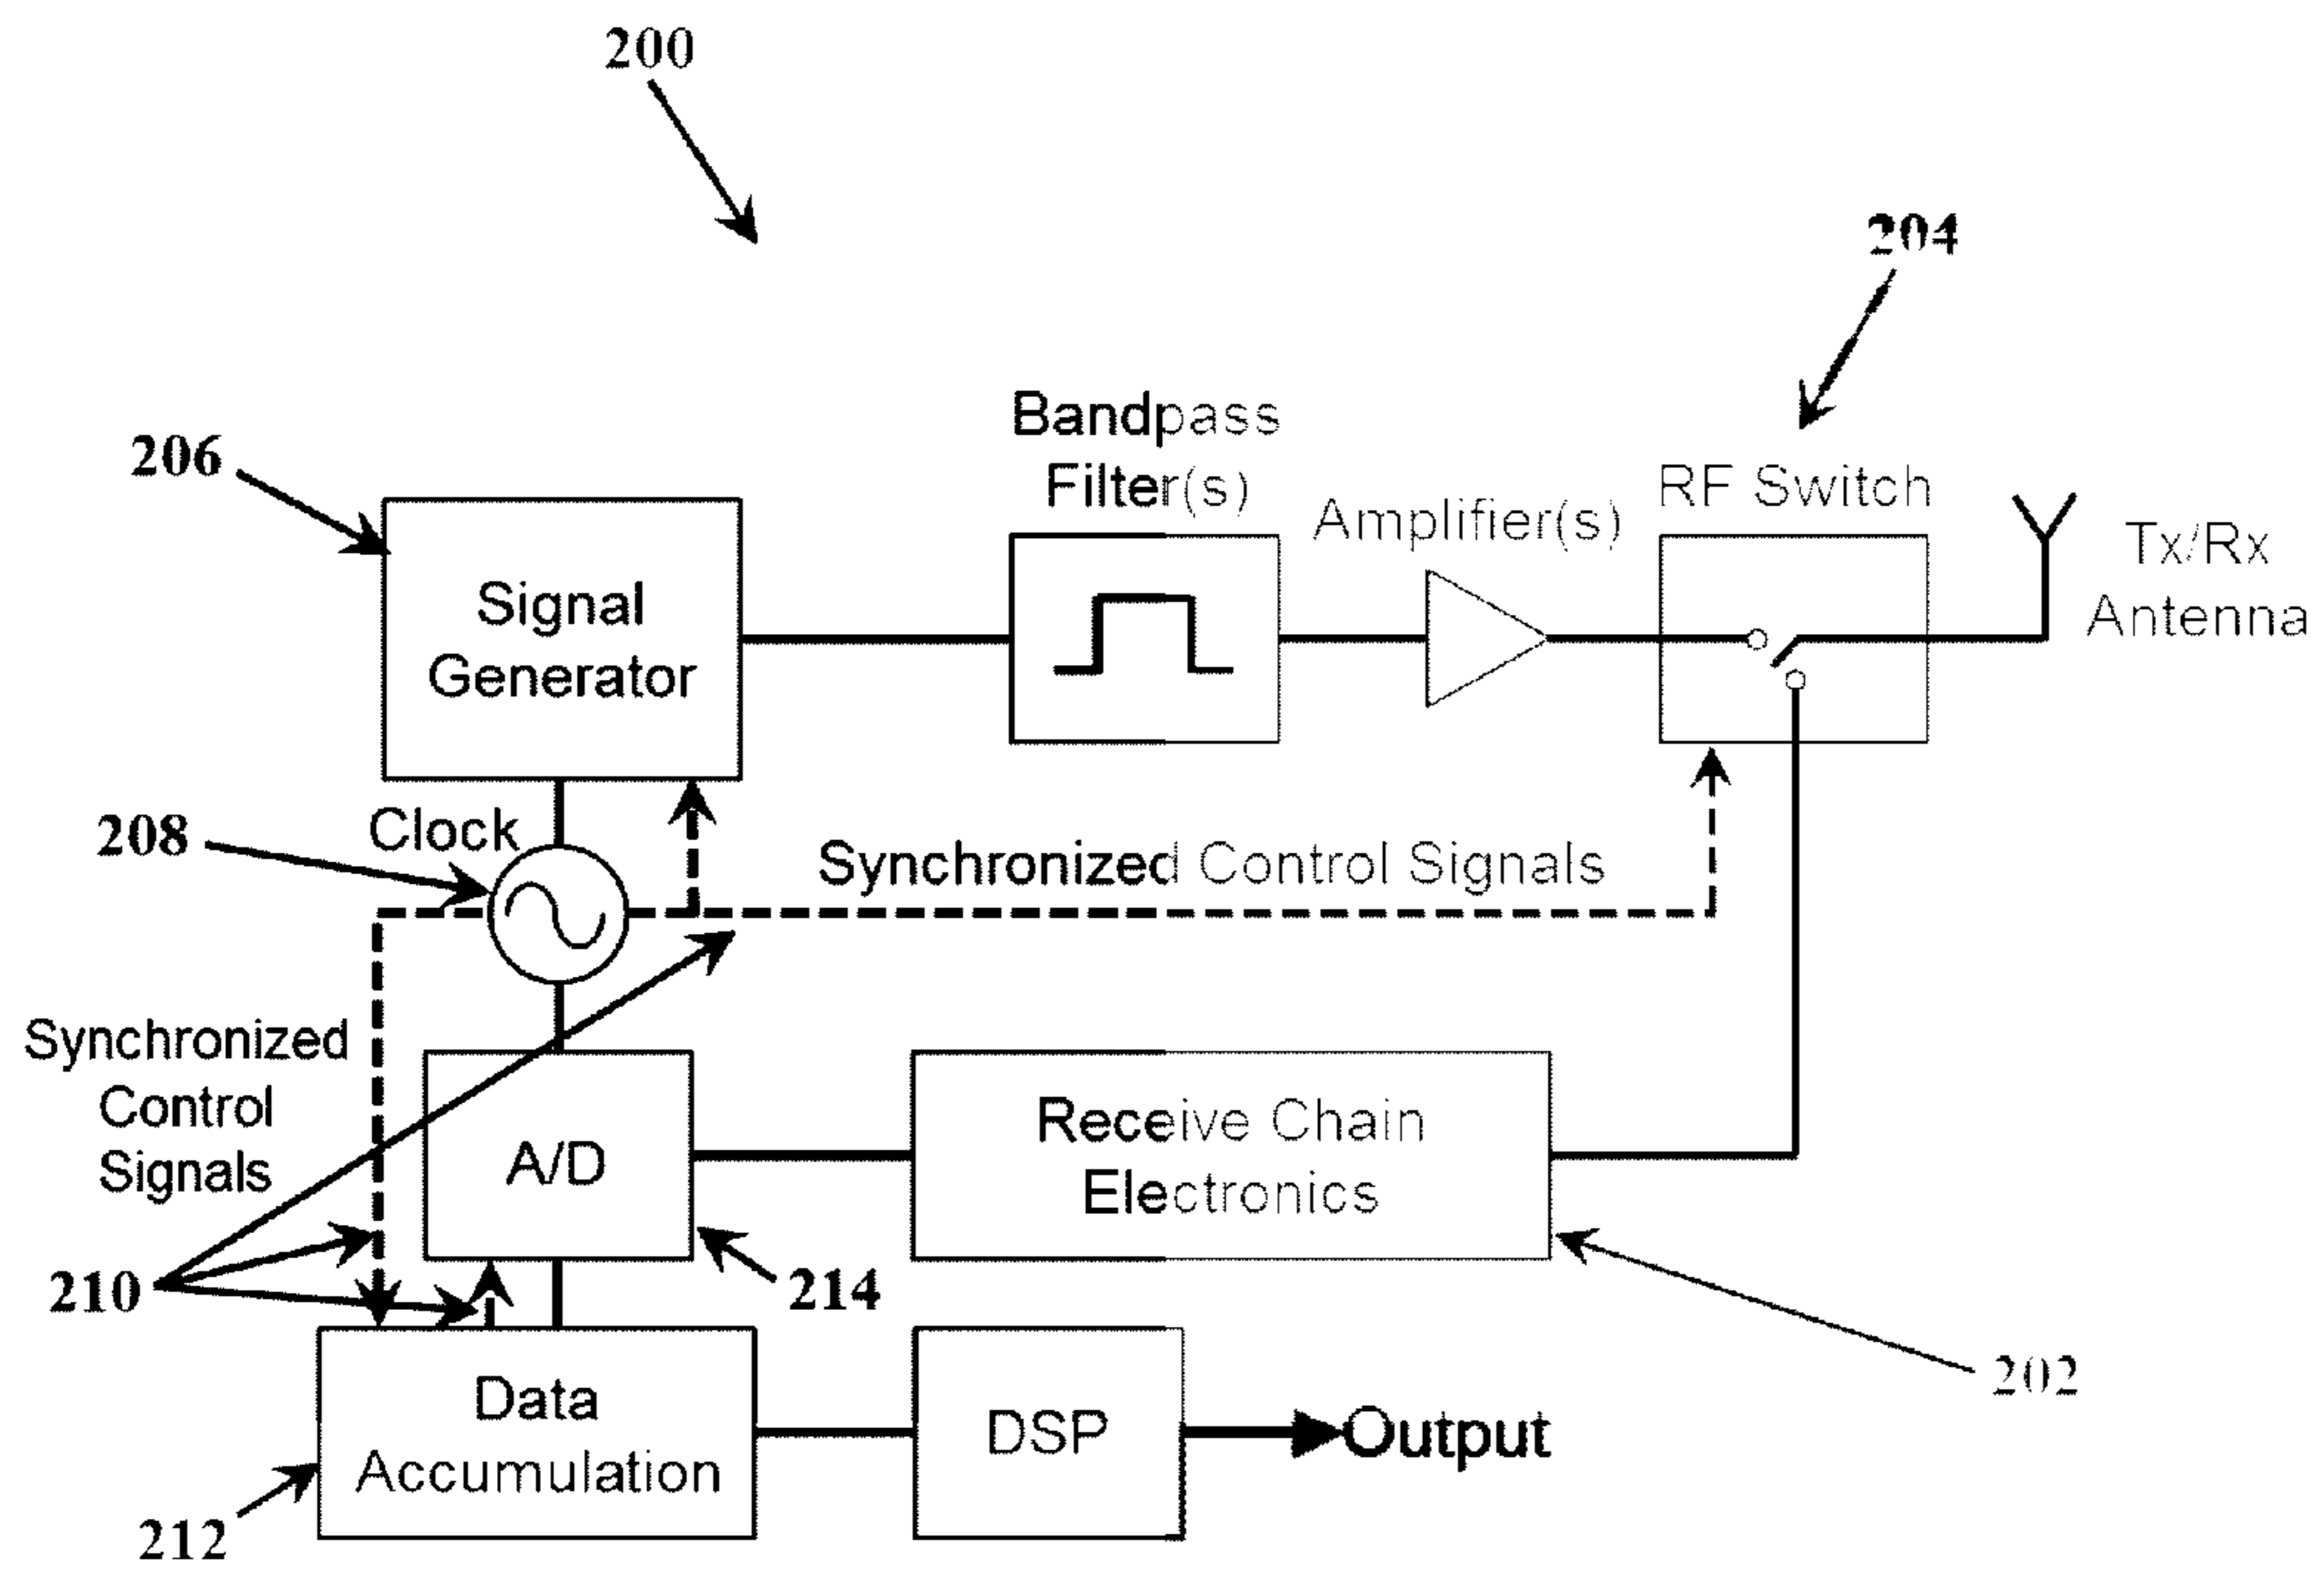 200
204
Bandpass
Filter(s)
206
RF Switch
Amplifier(s)
Tx/Rx
Antenna
Signal
Generator
208
Clock
Synchronized Control Signals
Synchronized
Control
Signals
A/D
Receive Chain
Electronics
210
214
202
Data
Accumulation
DSP
Output
212